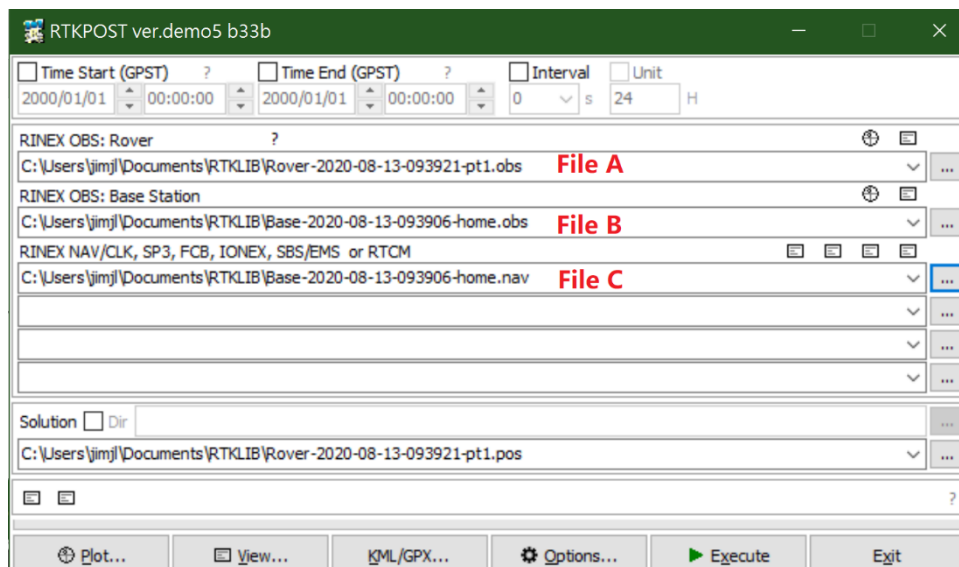 RTKPOST ver.demo5 b33b
Time Start (GPST) ? Time End (GPST) ? Interval Unit
2000/01/01 00:00:00 2000/01/01 00:00:00 0 s 24 H
RINEX OBS: Rover ?
C:\Users\jimjl\Documents\RTKLIB\Rover-2020-08-13-093921-pt1.obs File A ...
RINEX OBS: Base Station
C:\Users\jimjl\Documents\RTKLIB\Base-2020-08-13-093906-home.obs File B ...
RINEX NAV/CLK, SP3, FCB, IONEX, SBS/EMS or RTCM
C:\Users\jimjl\Documents\RTKLIB\Base-2020-08-13-093906-home.nav File C ...
...
...
...
Solution Dir ...
C:\Users\jimjl\Documents\RTKLIB\Rover-2020-08-13-093921-pt1.pos ...
?
Plot... View... KML/GPX... Options... Execute Exit